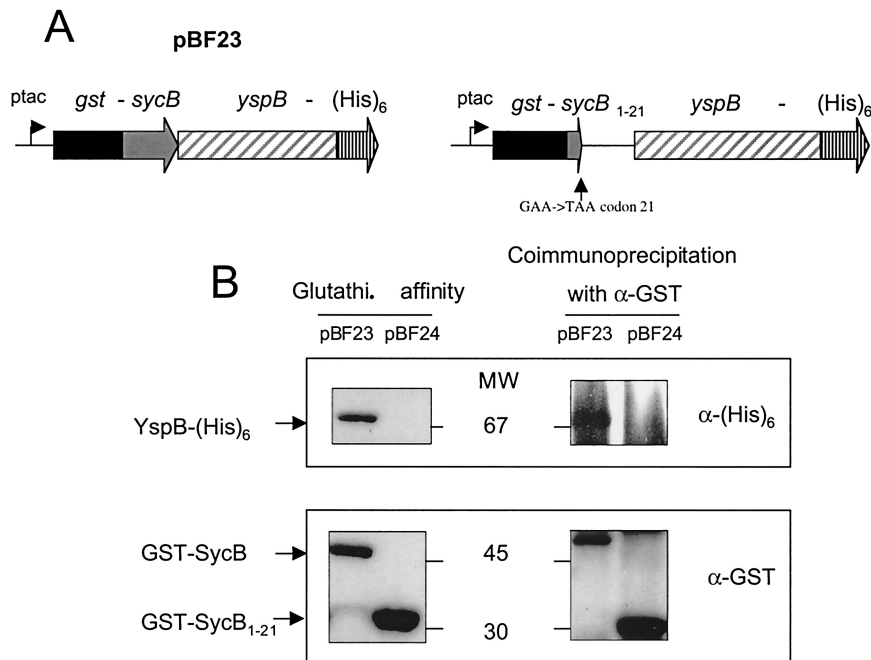 A
pBF23
ptac gst - sycB yspB - (His)6
ptac gst - sycB 1-21 yspB - (His)6
GAA->TAA codon 21
B
Glutathi. affinity
Coimmunoprecipitation
with α-GST
pBF23 pBF24 pBF23 pBF24
MW
YspB-(His)6 67 α-(His)6
GST-SycB 45
α-GST
GST-SycB1-21 30